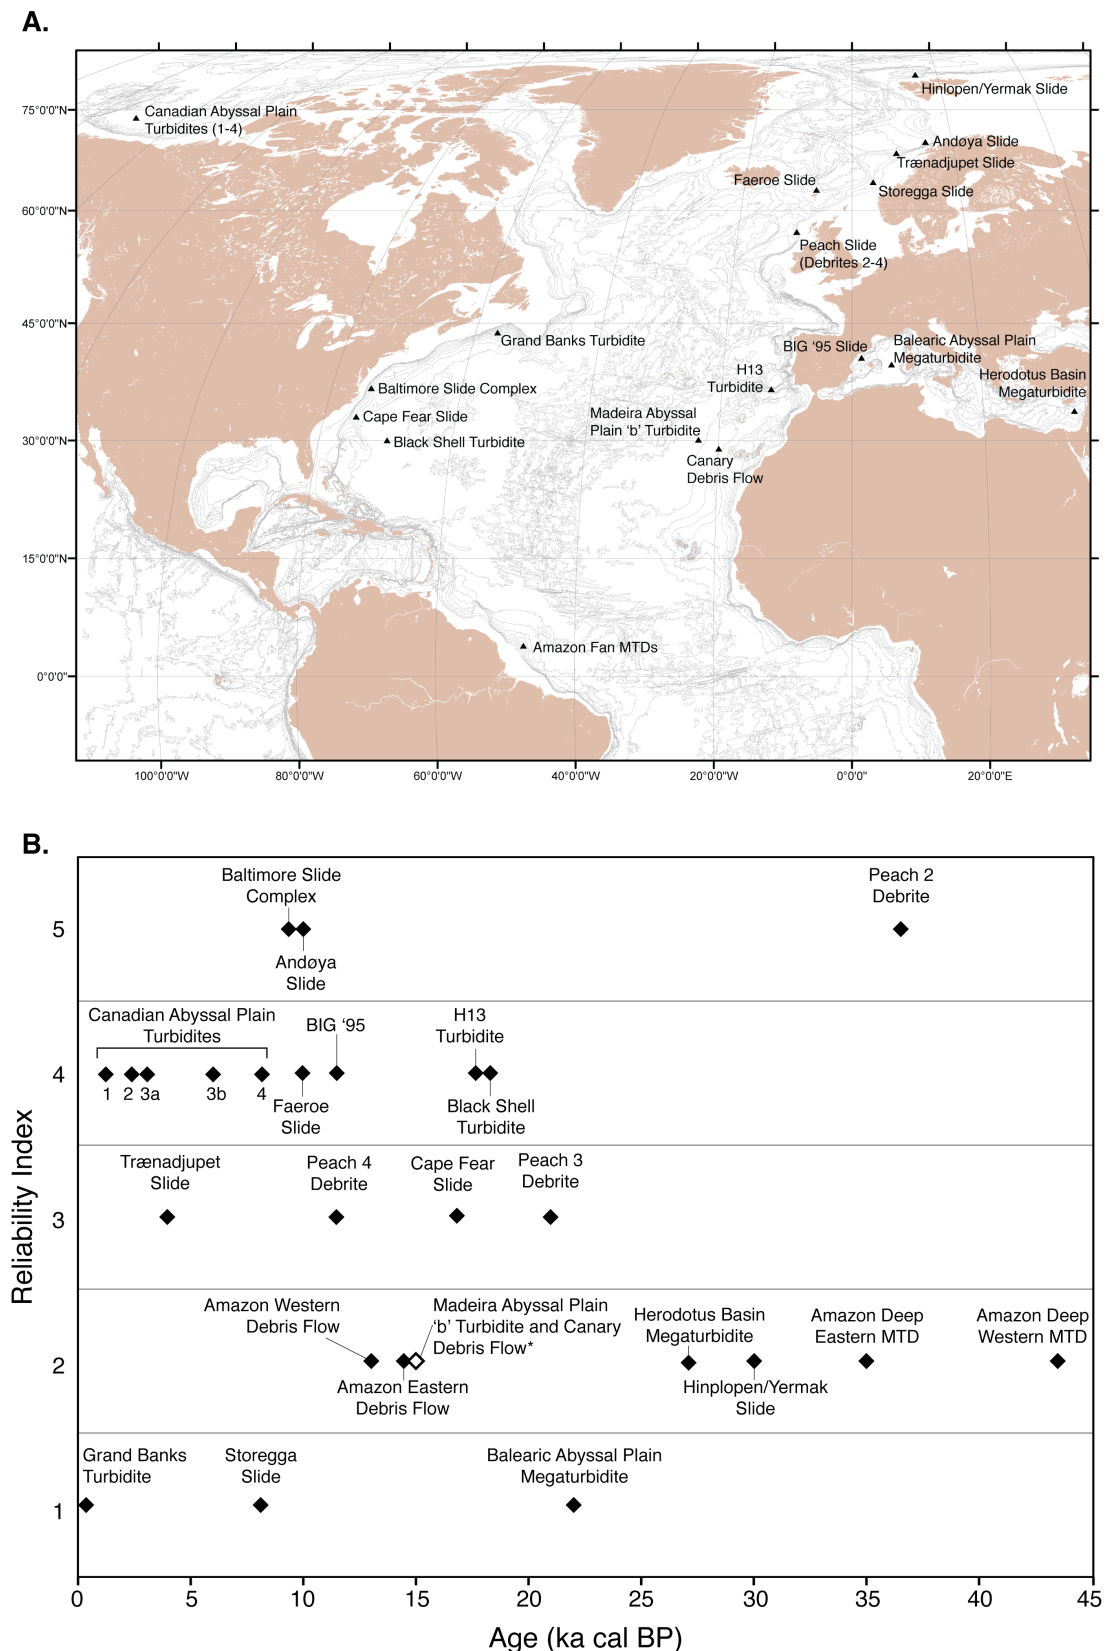 A.
75°0'0"N
60°0'0"N
45°0'0"N
30°0'0"N
15°0'0"N
0°0'0"
100°0'0"W
80°0'0"W
60°0'0"W
40°0'0"W
20°0'0"W
0°0'0"
20°0'0"E
Canadian Abyssal Plain
Turbidites (1-4)
Hinlopen/Yermak Slide
Andøya Slide
Trænadjupet Slide
Faeroe Slide
Storegga Slide
Peach Slide
(Debrites 2-4)
Grand Banks Turbidite
BIG ‘95 Slide
Balearic Abyssal Plain
Megaturbidite
Herodotus Basin
Megaturbidite
H13
Turbidite
Baltimore Slide Complex
Cape Fear Slide
Black Shell Turbidite
Madeira Abyssal
Plain ‘b’ Turbidite
Canary
Debris Flow
Amazon Fan MTDs
B.
Reliability Index
5
4
3
2
1
Baltimore Slide
Complex
Andøya
Slide
Peach 2
Debrite
Canadian Abyssal Plain
Turbidites
1
2
3a
3b
4
Faeroe
Slide
BIG ‘95
H13
Turbidite
Black Shell
Turbidite
Trænadjupet
Slide
Peach 4
Debrite
Cape Fear
Slide
Peach 3
Debrite
Amazon Western
Debris Flow
Amazon Eastern
Debris Flow
Madeira Abyssal Plain
‘b’ Turbidite and Canary
Debris Flow*
Herodotus Basin
Megaturbidite
Hinplopen/Yermak
Slide
Amazon Deep
Eastern MTD
Amazon Deep
Western MTD
Grand Banks
Turbidite
Storegga
Slide
Balearic Abyssal Plain
Megaturbidite
0
5
10
15
20
25
30
35
40
45
Age (ka cal BP)